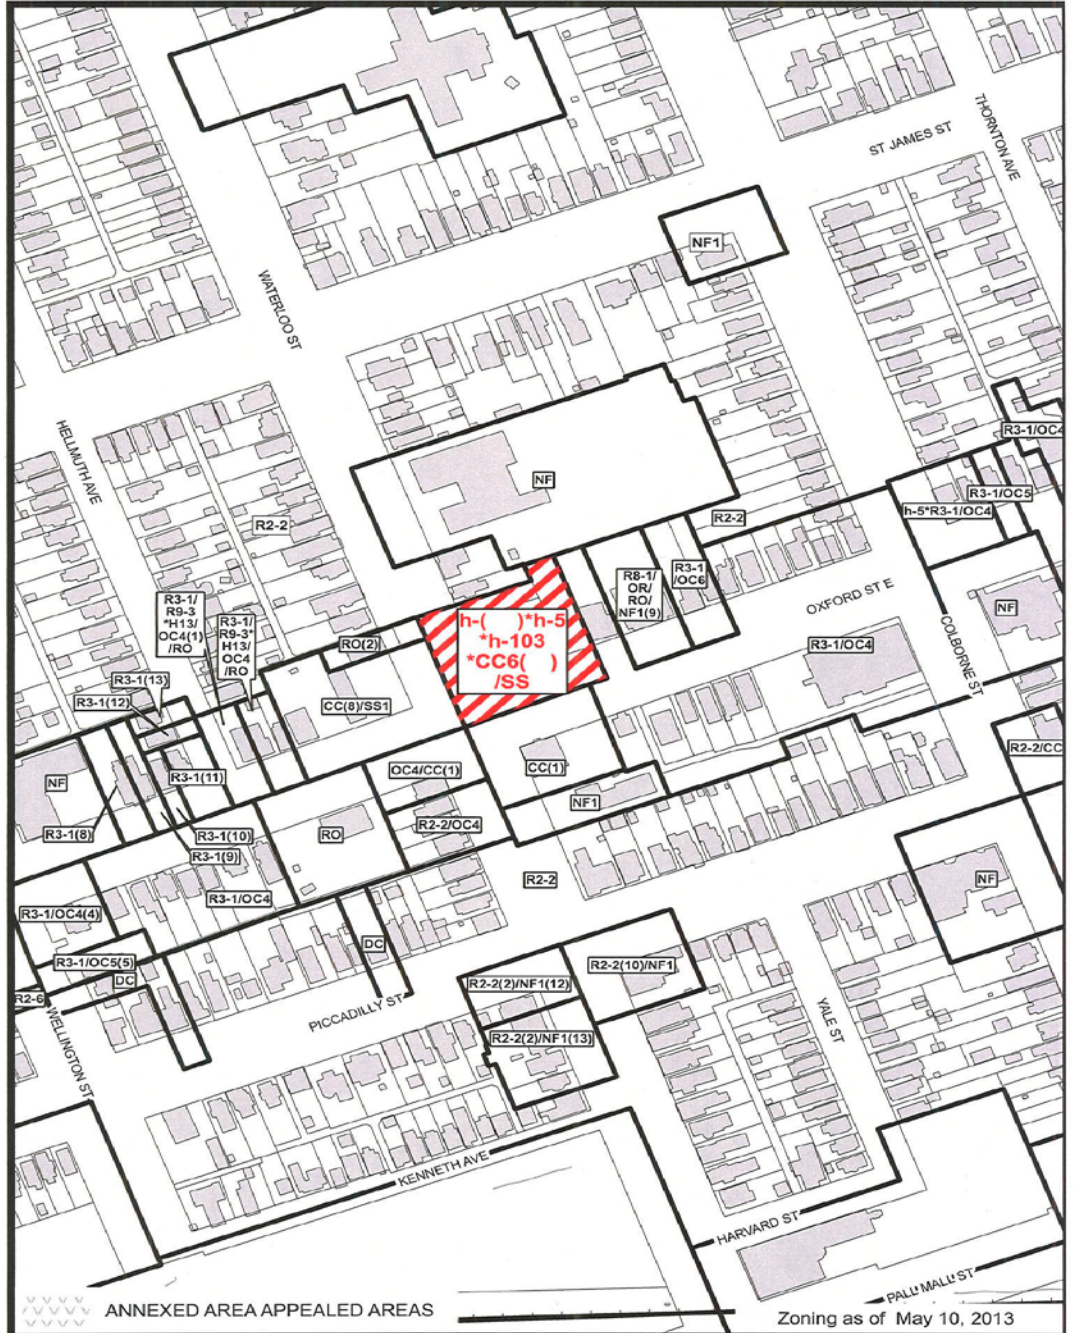 THORNTON AVE
ST JAMES ST
NF1
WATERLOO ST
HELLMUTH AVE
R3-1/OC4
NF
R3-1/OC5
h-5*R3-1/OC4
R2-2
R2-2
R8-1/
OR/
RO/
NF1(9)
R3-1
/OC6
OXFORD ST E
NF
COLBORNE ST
R3-1/
R9-3
*H13/
OC4(1)
/RO
R3-1/
R9-3*
H13/
OC4
/RO
h-( )*h-5
*h-103
*CC6( )
/SS
RO(2)
R3-1/OC4
R3-1(13)
R3-1(12)
CC(8)/SS1
R2-2/CC
OC4/CC(1)
CC(1)
NF
R3-1(11)
NF1
R3-1(8)
R3-1(10)
RO
R2-2/OC4
R3-1(9)
R2-2
NF
R3-1/OC4
R3-1/OC4(4)
DC
R3-1/OC5(5)
R2-2(10)/NF1
DC
R2-2(2)/NF1(12)
R2-6
PICCADILLY ST
YALE ST
WELLINGTON ST
R2-2(2)/NF1(13)
KENNETH AVE
HARVARD ST
PALL MALL ST
ANNEXED AREA APPEALED AREAS
Zoning as of May 10, 2013